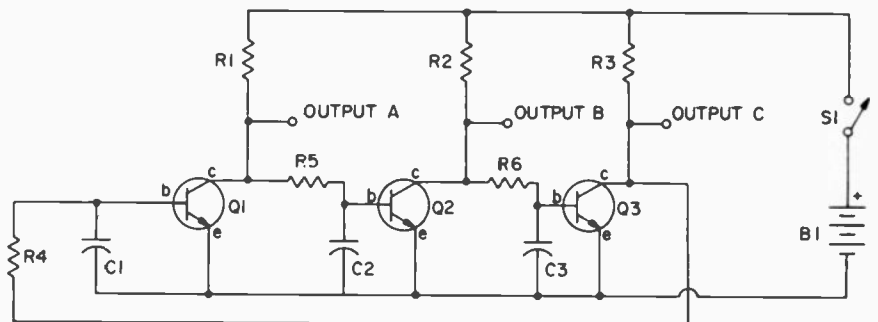 R1
R2
R3
OUTPUT A
OUTPUT B
OUTPUT C
S1
R5
R6
b
c
Q1
e
b
c
Q2
e
b
c
Q3
e
+
B1
R4
C1
C2
C3